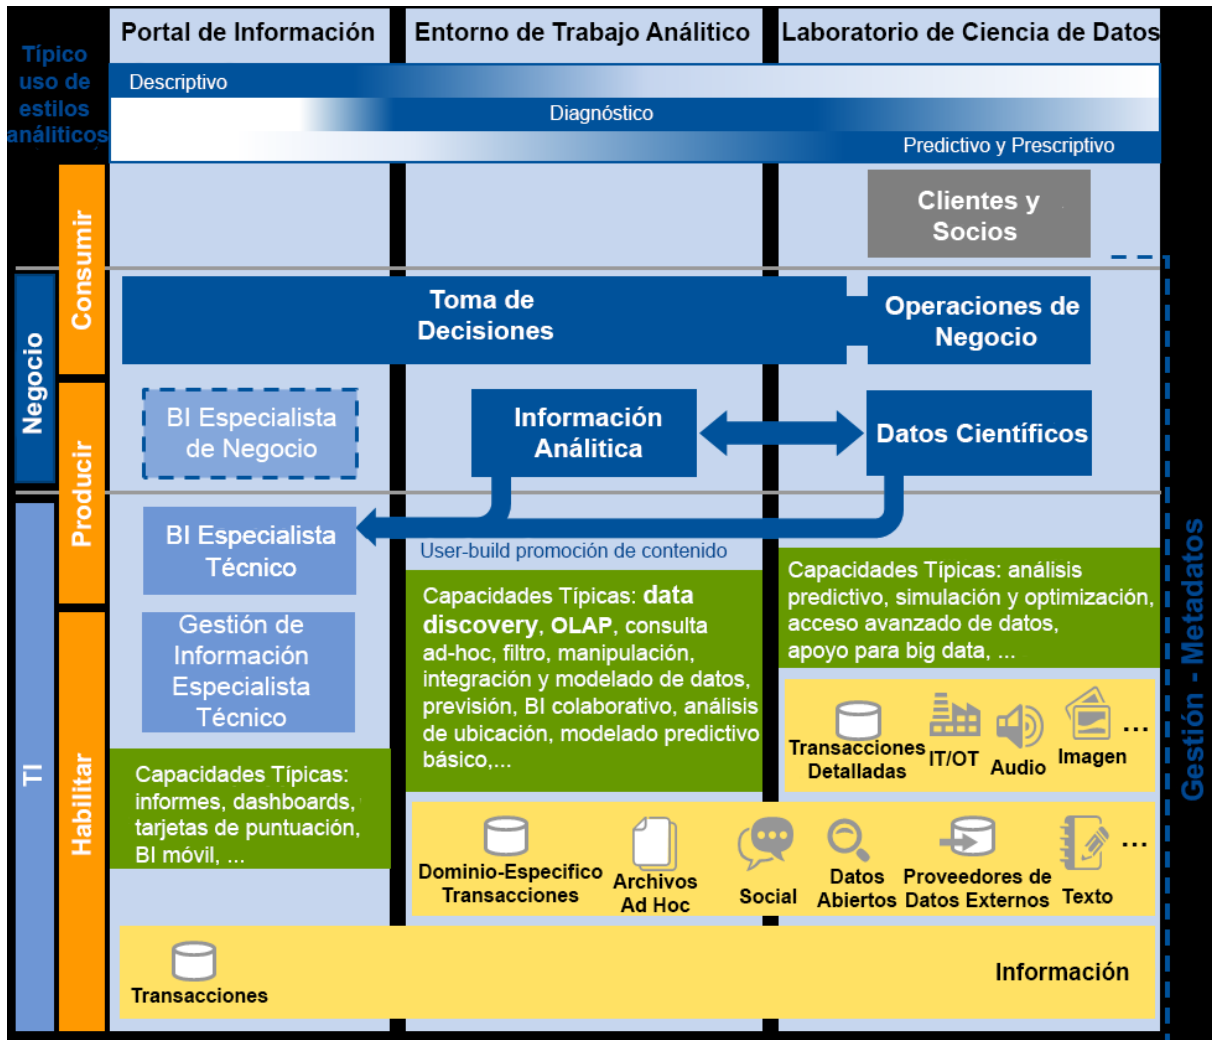 Típico
uso de
estilos
análiticos
Portal de Información
Entorno de Trabajo Análitico
Laboratorio de Ciencia de Datos
Descriptivo
Diagnóstico
Predictivo y Prescriptivo
Consumir
Negocio
Producir
TI
Habilitar
Clientes y
Socios
Toma de
Decisiones
Operaciones de
Negocio
BI Especialista
de Negocio
Información
Análitica
Datos Científicos
BI Especialista
Técnico
User-build promoción de contenido
Gestión de
Información
Especialista
Técnico
Capacidades Típicas:
informes, dashboards,
tarjetas de puntuación,
BI móvil, ...
Capacidades Típicas: data
discovery, OLAP, consulta
ad-hoc, filtro, manipulación,
integración y modelado de datos,
previsión, BI colaborativo, análisis
de ubicación, modelado predictivo
básico,...
Capacidades Típicas: análisis
predictivo, simulación y optimización,
acceso avanzado de datos,
apoyo para big data, ...
Transacciones
Detalladas
IT/OT
Audio
Imagen
...
Dominio-Especifico
Transacciones
Archivos
Ad Hoc
Social
Datos
Abiertos
Proveedores de
Datos Externos
Texto
...
Transacciones
Información
Gestión - Metadatos